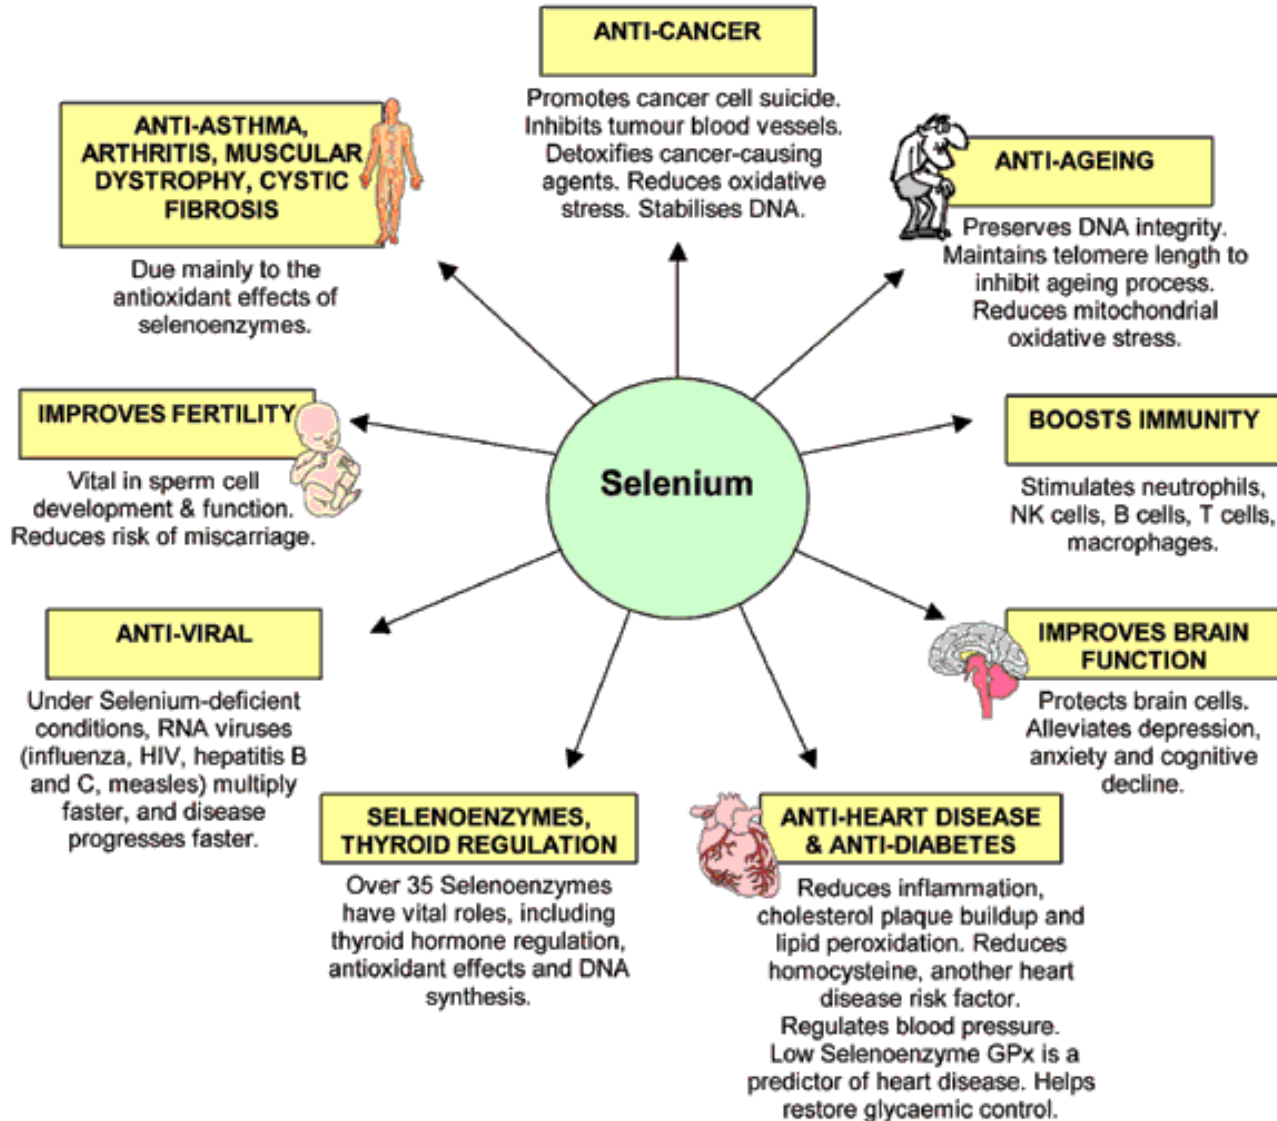 ANTI-CANCER
Promotes cancer cell suicide.
Inhibits tumour blood vessels.
Detoxifies cancer-causing
agents. Reduces oxidative
stress. Stabilises DNA.
ANTI-ASTHMA,
ARTHRITIS, MUSCULAR
DYSTROPHY, CYSTIC
FIBROSIS
Due mainly to the
antioxidant effects of
selenoenzymes.
ANTI-AGEING
Preserves DNA integrity.
Maintains telomere length to
inhibit ageing process.
Reduces mitochondrial
oxidative stress.
IMPROVES FERTILITY
Vital in sperm cell
development & function.
Reduces risk of miscarriage.
Selenium
BOOSTS IMMUNITY
Stimulates neutrophils,
NK cells, B cells, T cells,
macrophages.
ANTI-VIRAL
Under Selenium-deficient
conditions, RNA viruses
(influenza, HIV, hepatitis B
and C, measles) multiply
faster, and disease
progresses faster.
IMPROVES BRAIN
FUNCTION
Protects brain cells.
Alleviates depression,
anxiety and cognitive
decline.
SELENOENZYMES,
THYROID REGULATION
Over 35 Selenoenzymes
have vital roles, including
thyroid hormone regulation,
antioxidant effects and DNA
synthesis.
ANTI-HEART DISEASE
& ANTI-DIABETES
Reduces inflammation,
cholesterol plaque buildup and
lipid peroxidation. Reduces
homocysteine, another heart
disease risk factor.
Regulates blood pressure.
Low Selenoenzyme GPx is a
predictor of heart disease. Helps
restore glycaemic control.